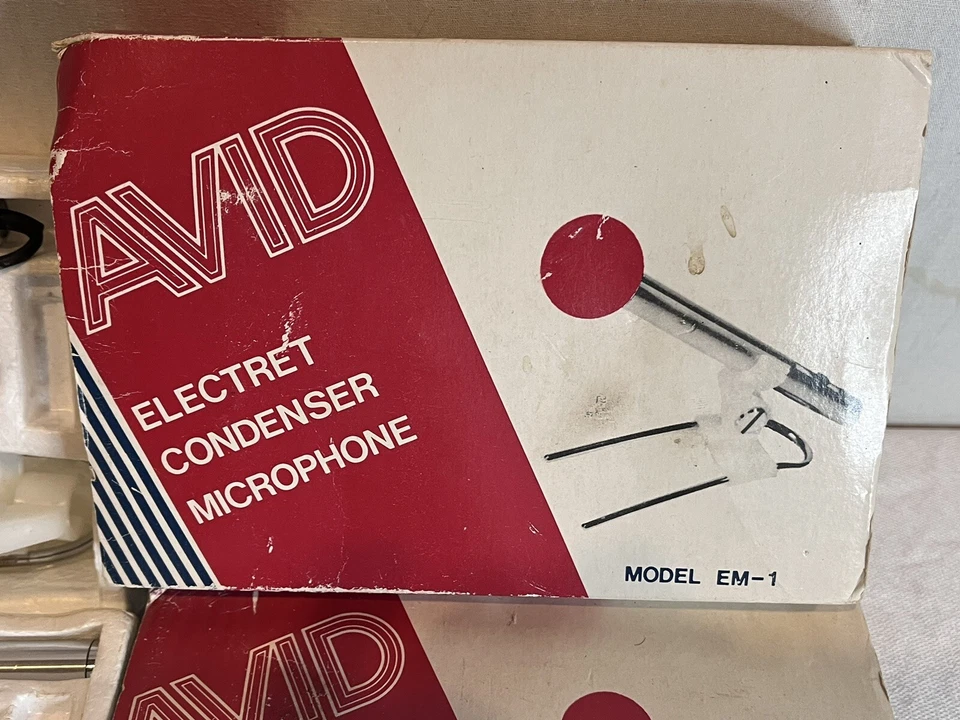 AVID
ELECTRET
CONDENSER
MICROPHONE
MODEL EM-1
AVID